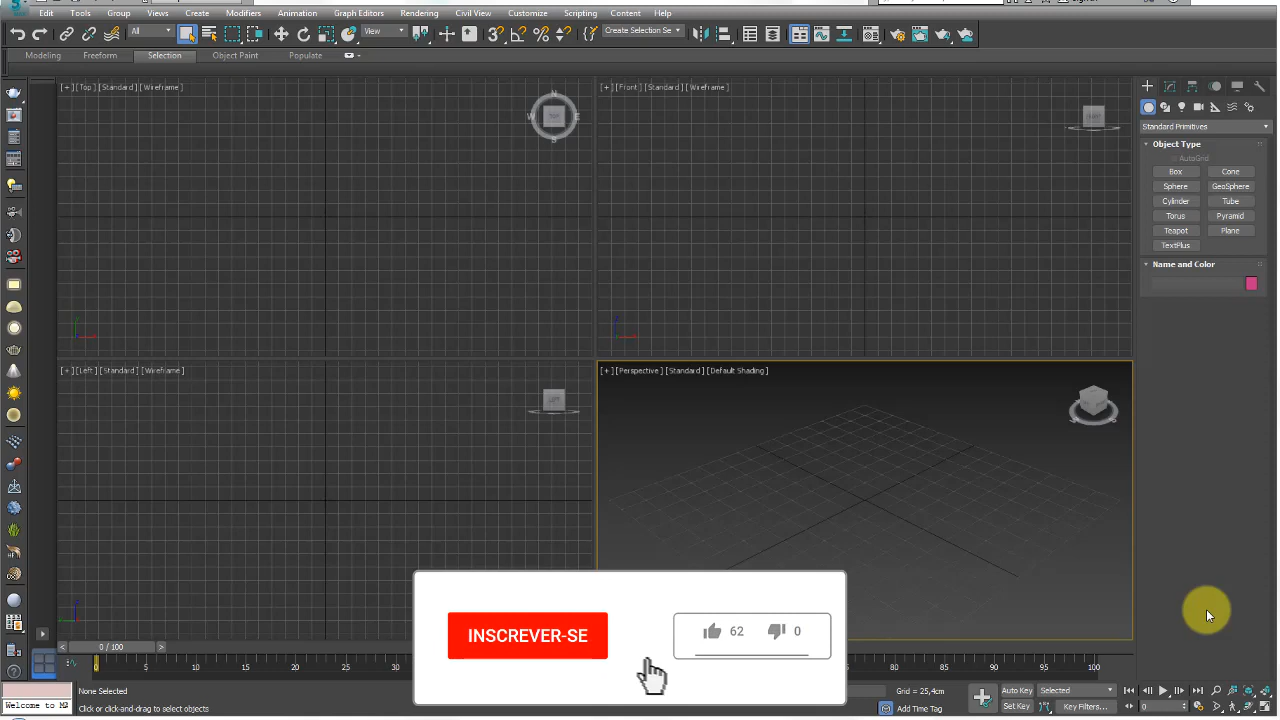 Edit Tools Group Views Create Modifiers Animation Graph Editors Rendering Civil View Customize Scripting Content Help
All View Create Selection Se
Modeling Freeform Selection Object Paint Populate
[+] [Top] [Standard] [Wireframe]
N
W E
S
[+] [Front] [Standard] [Wireframe]
Standard Primitives
Object Type
AutoGrid
Box Cone
Sphere GeoSphere
Cylinder Tube
Torus Pyramid
Teapot Plane
TextPlus
Name and Color
[+] [Left] [Standard] [Wireframe]
[+] [Perspective] [Standard] [Default Shading]
INSCREVER-SE
62 0
0 / 100
0 5 10 15 20 25 30 35 70 75 80 85 90 95 100
None Selected
Welcome to M
Click or click-and-drag to select objects
Grid = 25,4cm
Add Time Tag
Auto Key Selected
Set Key Key Filters...
0